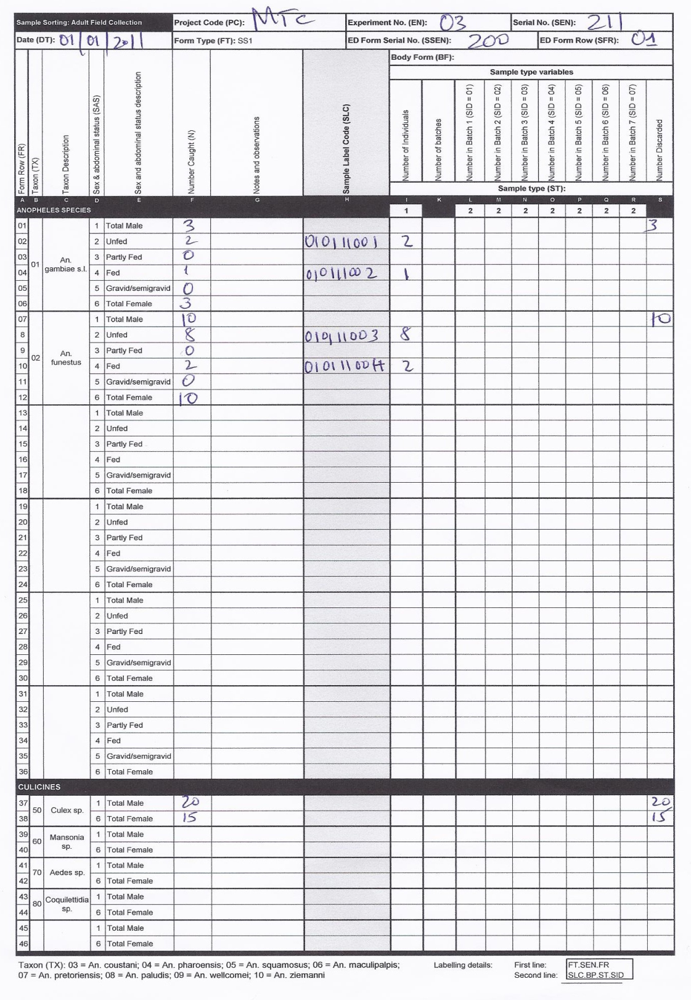 Sample Sorting: Adult Field Collection Project Code (PC): MTC Experiment No. (EN): 03 Serial No. (SEN): 211
Date (DT): 01/01/2011 Form Type (FT): SS1 ED Form Serial No. (SSEN): 200 ED Form Row (SFR): 01
Body Form (BF):
Sample type variables
Form Row (FR) Taxon (TX) Taxon Description Sex & abdominal status (SAS) Sex and abdominal status description Number Caught (N) Notes and observations Sample Label Code (SLC) Number of Individuals Number of batches Number in Batch 1 (SID = 01) Number in Batch 2 (SID = 02) Number in Batch 3 (SID = 03) Number in Batch 4 (SID = 04) Number in Batch 5 (SID = 05) Number in Batch 6 (SID = 06) Number in Batch 7 (SID = 07) Number Discarded
Sample type (ST):
A B C D E F G H I K L M N O P Q R S
ANOPHELES SPECIES 1 2 2 2 2 2 2 2
01 1 Total Male 3 3
02 2 Unfed 2 010111001 2
03 3 Partly Fed 0
01 An. gambiae s.l.
04 4 Fed 1 010111002 1
05 5 Gravid/semigravid 0
06 6 Total Female 3
07 1 Total Male 10 10
8 2 Unfed 8 010111003 8
9 3 Partly Fed 0
02 An. funestus
10 4 Fed 2 010111004 2
11 5 Gravid/semigravid 0
12 6 Total Female 10
13 1 Total Male
14 2 Unfed
15 3 Partly Fed
16 4 Fed
17 5 Gravid/semigravid
18 6 Total Female
19 1 Total Male
20 2 Unfed
21 3 Partly Fed
22 4 Fed
23 5 Gravid/semigravid
24 6 Total Female
25 1 Total Male
26 2 Unfed
27 3 Partly Fed
28 4 Fed
29 5 Gravid/semigravid
30 6 Total Female
31 1 Total Male
32 2 Unfed
33 3 Partly Fed
34 4 Fed
35 5 Gravid/semigravid
36 6 Total Female
CULICINES
37 1 Total Male 20 20
50 Culex sp.
38 6 Total Female 15 15
39 1 Total Male
60 Mansonia sp.
40 6 Total Female
41 1 Total Male
70 Aedes sp.
42 6 Total Female
43 1 Total Male
80 Coquilettidia sp.
44 6 Total Female
45 1 Total Male
46 6 Total Female
Taxon (TX): 03 = An. coustani; 04 = An. pharoensis; 05 = An. squamosus; 06 = An. maculipalpis; Labelling details: First line: FT.SEN.FR
07 = An. pretoriensis; 08 = An. paludis; 09 = An. wellcomei; 10 = An. ziemanni Second line: SLC.BP.ST.SID